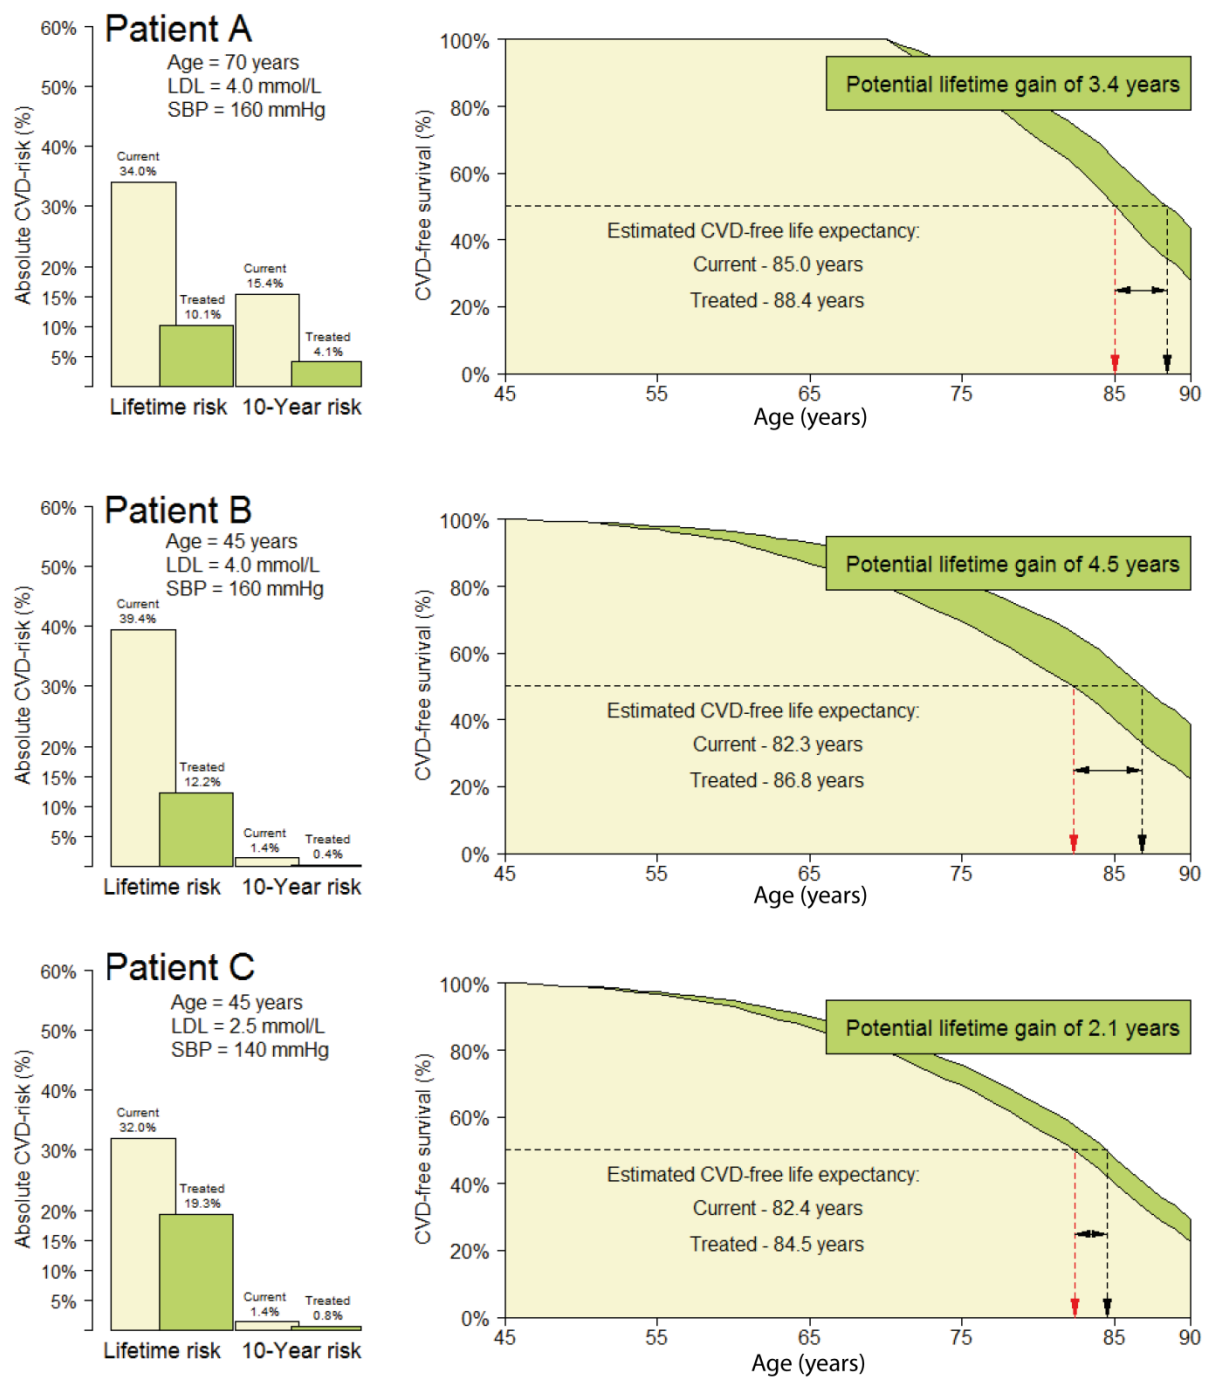 Patient A
Age = 70 years
LDL = 4.0 mmol/L
SBP = 160 mmHg
Absolute CVD-risk (%)
60%
50%
40%
30%
20%
15%
10%
5%
Current
34.0%
Treated
10.1%
Current
15.4%
Treated
4.1%
Lifetime risk
10-Year risk
CVD-free survival (%)
100%
80%
60%
40%
20%
0%
Potential lifetime gain of 3.4 years
Estimated CVD-free life expectancy:
Current - 85.0 years
Treated - 88.4 years
45
55
65
75
85
90
Age (years)
Patient B
Age = 45 years
LDL = 4.0 mmol/L
SBP = 160 mmHg
Absolute CVD-risk (%)
60%
50%
40%
30%
20%
15%
10%
5%
Current
39.4%
Treated
12.2%
Current
1.4%
Treated
0.4%
Lifetime risk
10-Year risk
CVD-free survival (%)
100%
80%
60%
40%
20%
0%
Potential lifetime gain of 4.5 years
Estimated CVD-free life expectancy:
Current - 82.3 years
Treated - 86.8 years
45
55
65
75
85
90
Age (years)
Patient C
Age = 45 years
LDL = 2.5 mmol/L
SBP = 140 mmHg
Absolute CVD-risk (%)
60%
50%
40%
30%
20%
15%
10%
5%
Current
32.0%
Treated
19.3%
Current
1.4%
Treated
0.8%
Lifetime risk
10-Year risk
CVD-free survival (%)
100%
80%
60%
40%
20%
0%
Potential lifetime gain of 2.1 years
Estimated CVD-free life expectancy:
Current - 82.4 years
Treated - 84.5 years
45
55
65
75
85
90
Age (years)